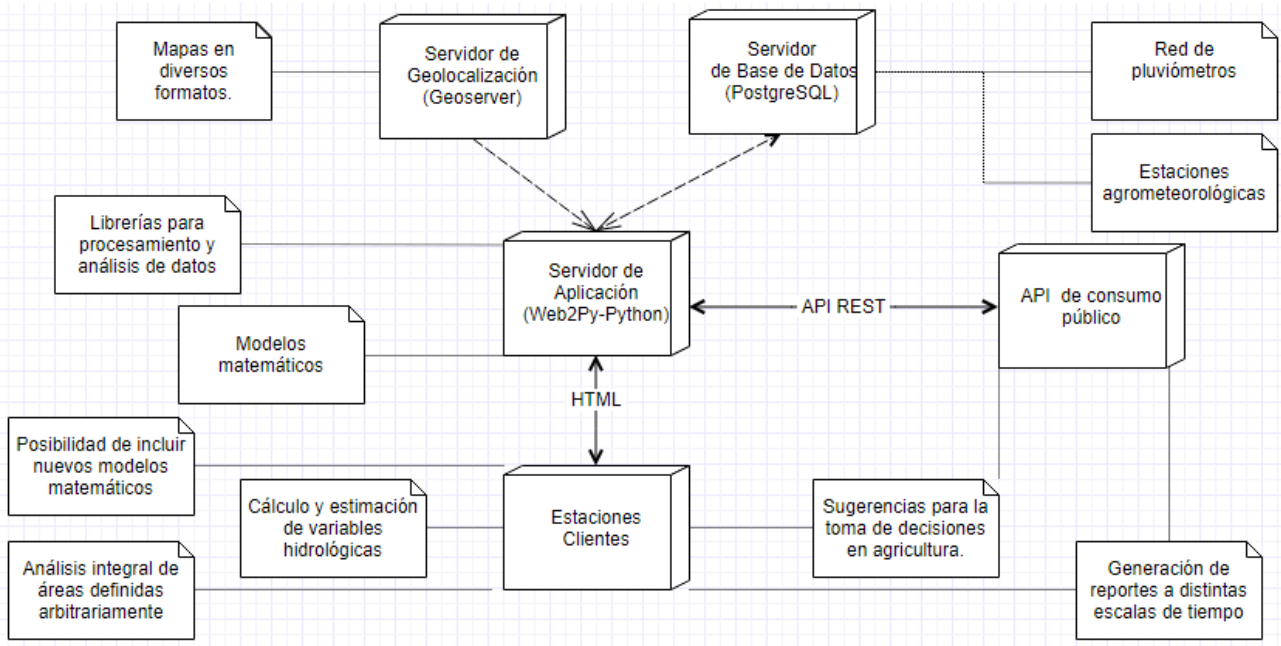 Mapas en
diversos
formatos.
Servidor de
Geolocalización
(Geoserver)
Servidor
de Base de Datos
(PostgreSQL)
Red de
pluviómetros
Estaciones
agrometeorológicas
Librerías para
procesamiento y
análisis de datos
Servidor de
Aplicación
(Web2Py-Python)
API REST
API de consumo
público
Modelos
matemáticos
HTML
Posibilidad de incluir
nuevos modelos
matemáticos
Cálculo y estimación
de variables
hidrológicas
Estaciones
Clientes
Sugerencias para la
toma de decisiones
en agricultura.
Análisis integral de
áreas definidas
arbitrariamente
Generación de
reportes a distintas
escalas de tiempo